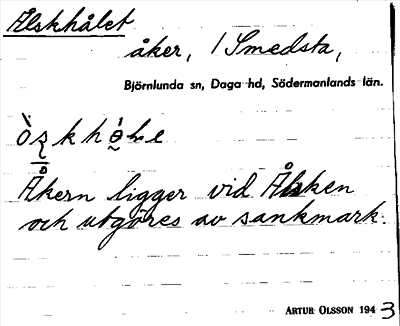 Ålskhålet
åker, / Smedsta,
Björnlunda sn, Daga hd, Södermanlands län.
Åkern ligger vid Ålsken
och utgöres av sankmark.
ARTUR OLSSON 1943